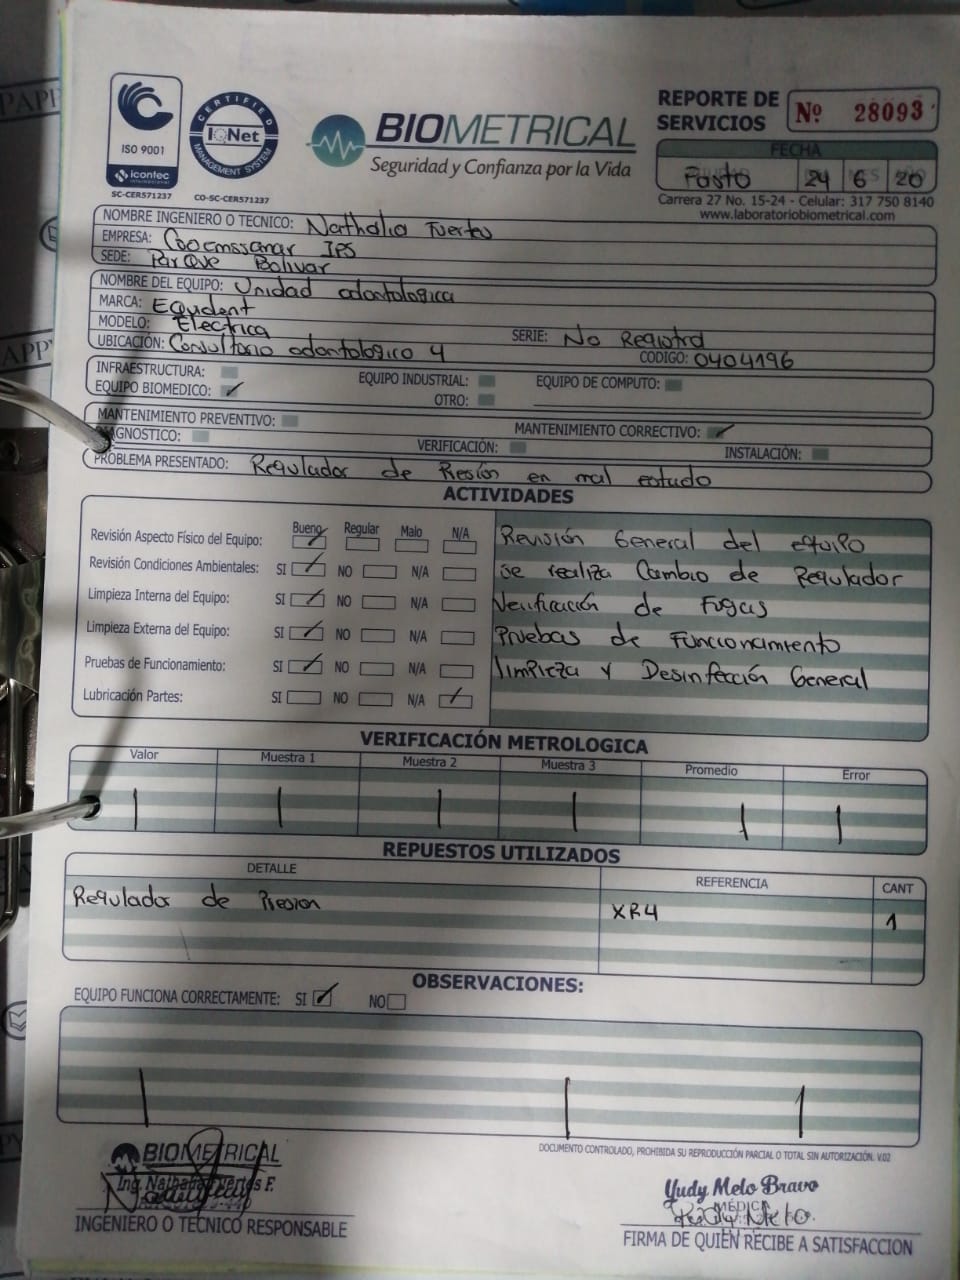 ISO 9001
icontec
internacional
SC-CER571237
CERTIFIED
IQNet
MANAGEMENT SYSTEM
CO-SC-CER571237
BIOMETRICAL
Seguridad y Confianza por la Vida
REPORTE DE SERVICIOS
Nº 28093
FECHA
Pasto 24 6 20
Carrera 27 No. 15-24 - Celular: 317 750 8140
www.laboratoriobiometrical.com
NOMBRE INGENIERO O TECNICO: Nathalia Fuertes
EMPRESA: Coocmssanar IPS
SEDE: Parque Bolivar
NOMBRE DEL EQUIPO: Unidad odontologica
MARCA: Equdent
MODELO: Electrica SERIE: No Registra
UBICACIÓN: Consultorio odontologico 4 CODIGO: 0404196
INFRAESTRUCTURA: EQUIPO INDUSTRIAL: EQUIPO DE COMPUTO:
EQUIPO BIOMEDICO: OTRO:
MANTENIMIENTO PREVENTIVO: MANTENIMIENTO CORRECTIVO:
DIAGNOSTICO: VERIFICACIÓN: INSTALACIÓN:
PROBLEMA PRESENTADO: Regulador de Presión en mal estado
ACTIVIDADES
Bueno Regular Malo N/A
Revisión Aspecto Físico del Equipo:
Revisión Condiciones Ambientales: SI NO N/A
Limpieza Interna del Equipo: SI NO N/A
Limpieza Externa del Equipo: SI NO N/A
Pruebas de Funcionamiento: SI NO N/A
Lubricación Partes: SI NO N/A
Revisión General del equipo
se realiza Cambio de Regulador
Verificación de Fugas
Pruebas de Funcionamiento
limpieza y Desinfección General
VERIFICACIÓN METROLOGICA
Valor Muestra 1 Muestra 2 Muestra 3 Promedio Error
REPUESTOS UTILIZADOS
DETALLE REFERENCIA CANT
Regulador de Presion XR4 1
OBSERVACIONES:
EQUIPO FUNCIONA CORRECTAMENTE: SI NO
DOCUMENTO CONTROLADO, PROHIBIDA SU REPRODUCCIÓN PARCIAL O TOTAL SIN AUTORIZACIÓN. V.02
BIOMETRICAL
Ing. Nathalia Fuertes F.
INGENIERO O TECNICO RESPONSABLE
Yudy Melo Bravo
MÉDICA
FIRMA DE QUIEN RECIBE A SATISFACCION